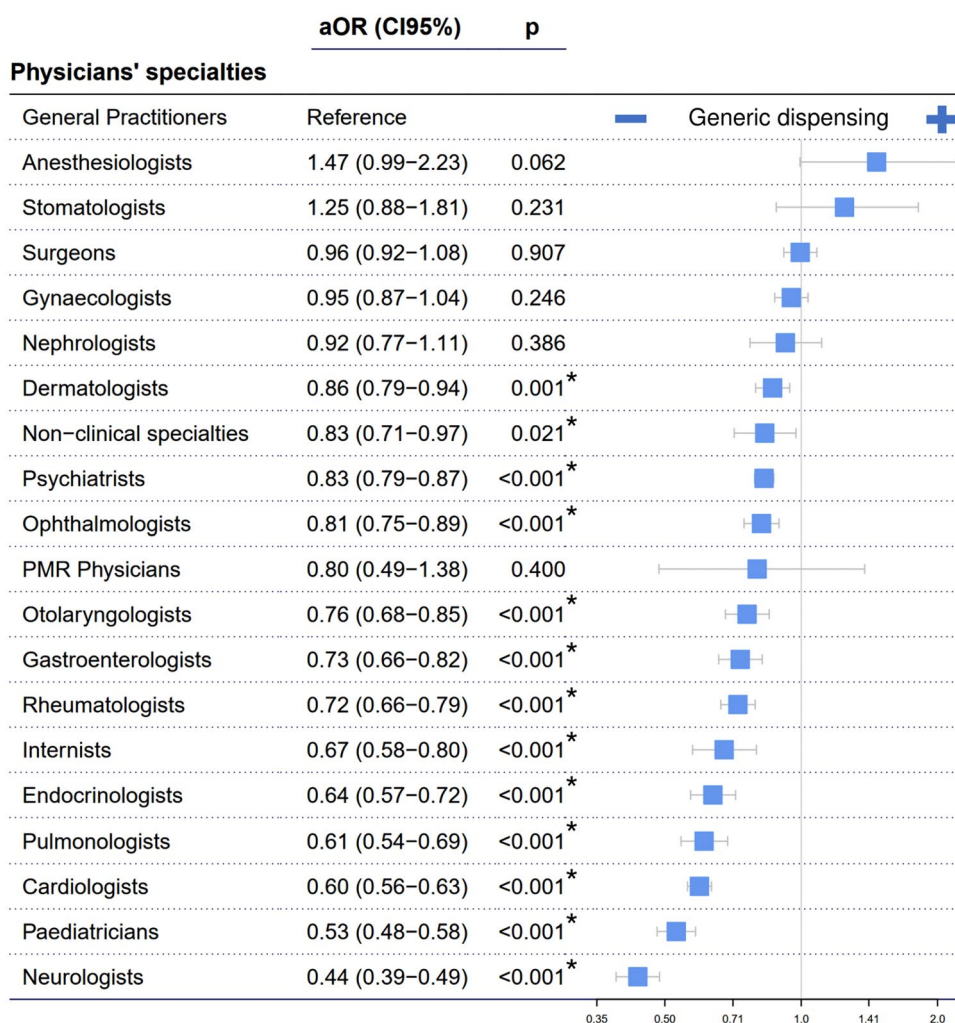 aOR (CI95%) p
Physicians' specialties
General Practitioners Reference Generic dispensing
Anesthesiologists 1.47 (0.99−2.23) 0.062
Stomatologists 1.25 (0.88−1.81) 0.231
Surgeons 0.96 (0.92−1.08) 0.907
Gynaecologists 0.95 (0.87−1.04) 0.246
Nephrologists 0.92 (0.77−1.11) 0.386
Dermatologists 0.86 (0.79−0.94) 0.001*
Non−clinical specialties 0.83 (0.71−0.97) 0.021*
Psychiatrists 0.83 (0.79−0.87) <0.001*
Ophthalmologists 0.81 (0.75−0.89) <0.001*
PMR Physicians 0.80 (0.49−1.38) 0.400
Otolaryngologists 0.76 (0.68−0.85) <0.001*
Gastroenterologists 0.73 (0.66−0.82) <0.001*
Rheumatologists 0.72 (0.66−0.79) <0.001*
Internists 0.67 (0.58−0.80) <0.001*
Endocrinologists 0.64 (0.57−0.72) <0.001*
Pulmonologists 0.61 (0.54−0.69) <0.001*
Cardiologists 0.60 (0.56−0.63) <0.001*
Paediatricians 0.53 (0.48−0.58) <0.001*
Neurologists 0.44 (0.39−0.49) <0.001*
0.35 0.50 0.71 1.0 1.41 2.0